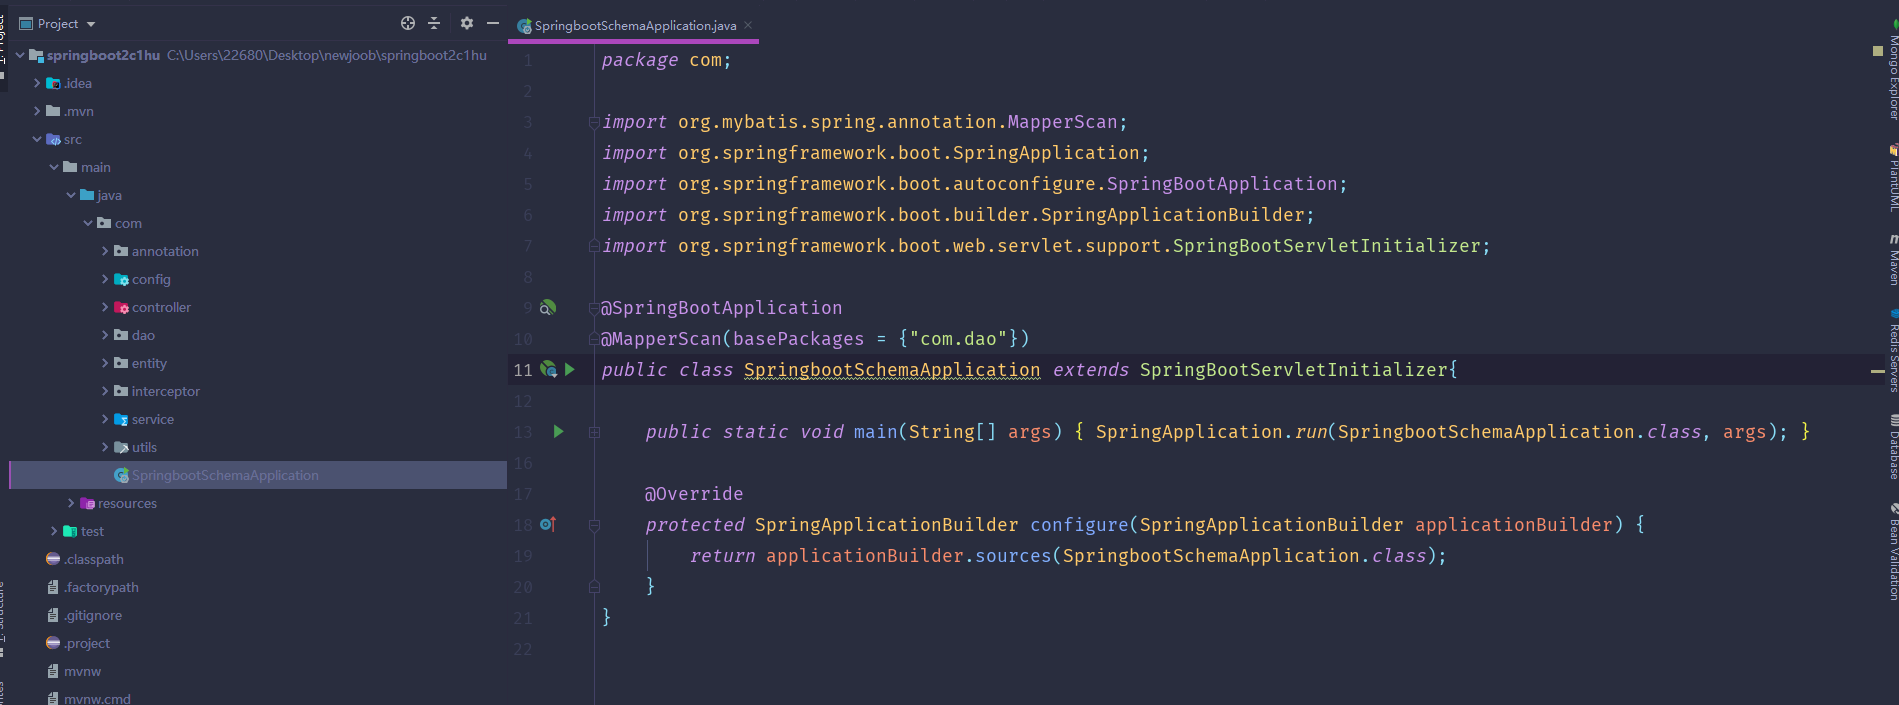 Project
springboot2c1hu C:\Users\22680\Desktop\newjoob\springboot2c1hu
.idea
.mvn
src
main
java
com
annotation
config
controller
dao
entity
interceptor
service
utils
SpringbootSchemaApplication
resources
test
.classpath
.factorypath
.gitignore
.project
mvnw
mvnw.cmd
SpringbootSchemaApplication.java
1 package com;
2
3 import org.mybatis.spring.annotation.MapperScan;
4 import org.springframework.boot.SpringApplication;
5 import org.springframework.boot.autoconfigure.SpringBootApplication;
6 import org.springframework.boot.builder.SpringApplicationBuilder;
7 import org.springframework.boot.web.servlet.support.SpringBootServletInitializer;
8
9 @SpringBootApplication
10 @MapperScan(basePackages = {"com.dao"})
11 public class SpringbootSchemaApplication extends SpringBootServletInitializer{
12
13 public static void main(String[] args) { SpringApplication.run(SpringbootSchemaApplication.class, args); }
16
17 @Override
18 protected SpringApplicationBuilder configure(SpringApplicationBuilder applicationBuilder) {
19 return applicationBuilder.sources(SpringbootSchemaApplication.class);
20 }
21 }
22
Mongo Explorer
PlantUML
Maven
Redis Servers
Database
Bean Validation